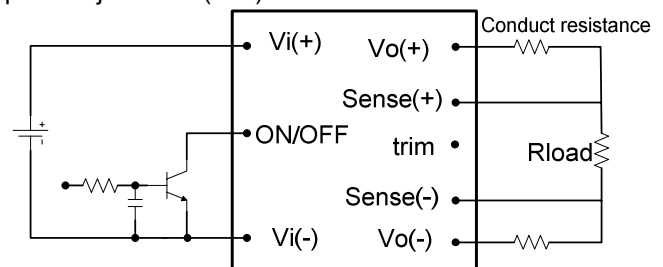 Conduct resistance
Vi(+)
Vo(+)
Sense(+)
ON/OFF
trim
Rload
Sense(-)
Vi(-)
Vo(-)
+
-